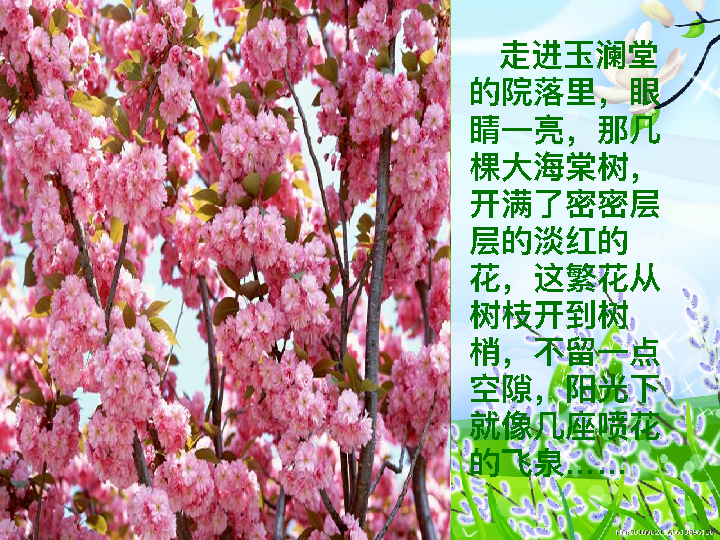 走进玉澜堂
的院落里，眼
睛一亮，那几
棵大海棠树，
开满了密密层
层的淡红的
花，这繁花从
树枝开到树
梢，不留一点
空隙，阳光下
就像几座喷花
的飞泉……